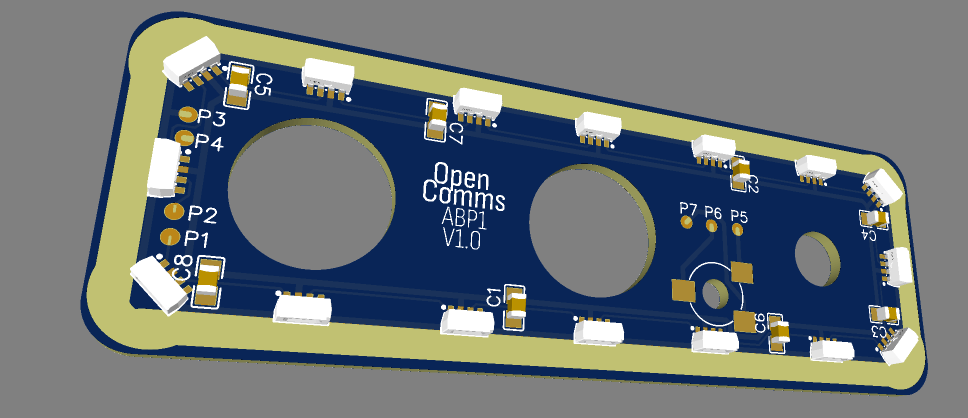 C5
C7
P3
P4
Open
Comms
ABP1
V1.0
C2
P7 P6 P5
C4
P2
P1
C8
C1
C6
C3